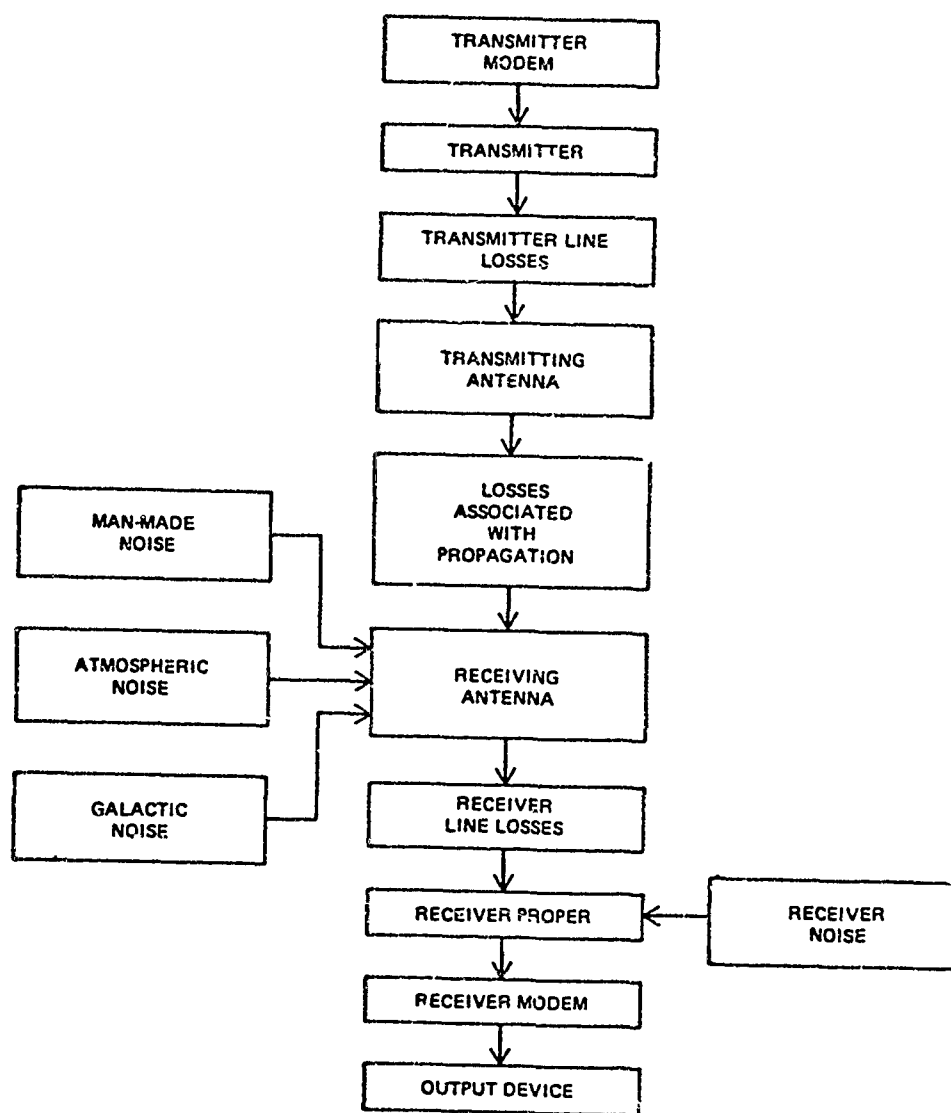 TRANSMITTER
MODEM
TRANSMITTER
TRANSMITTER LINE
LOSSES
TRANSMITTING
ANTENNA
LOSSES
ASSOCIATED
WITH
PROPAGATION
MAN-MADE
NOISE
ATMOSPHERIC
NOISE
RECEIVING
ANTENNA
GALACTIC
NOISE
RECEIVER
LINE LOSSES
RECEIVER PROPER
RECEIVER
NOISE
RECEIVER MODEM
OUTPUT DEVICE